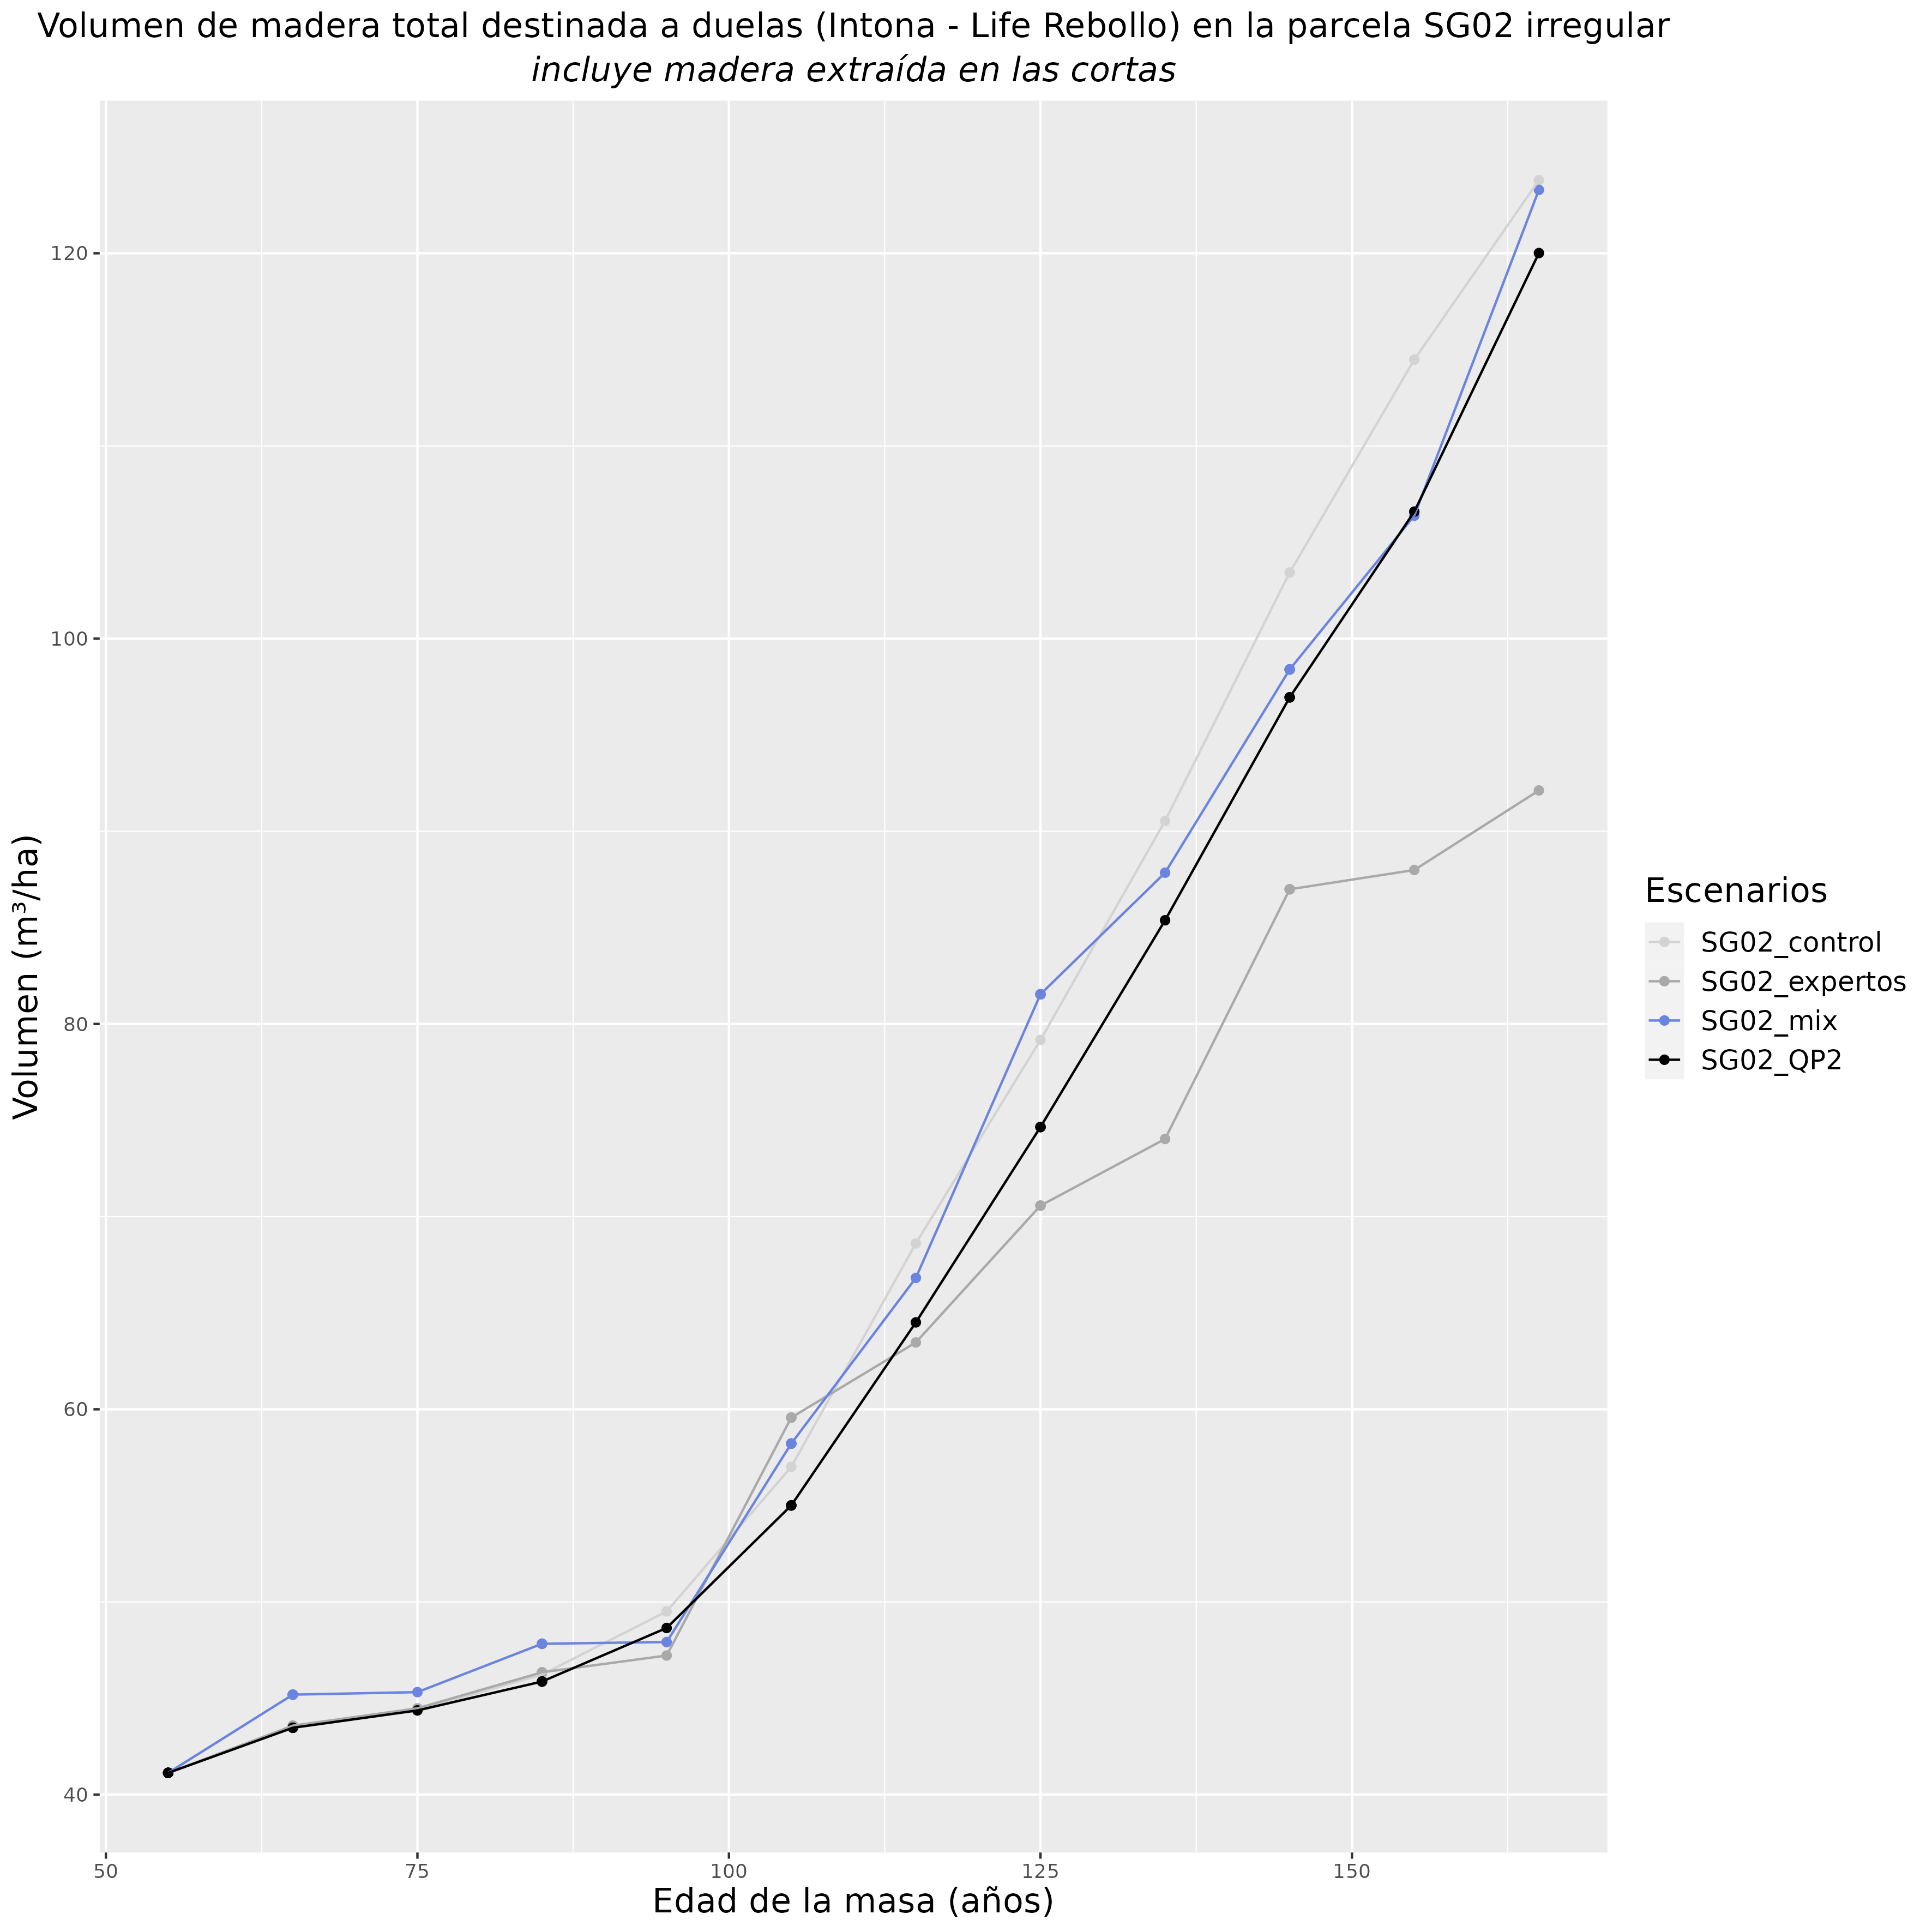 Volumen de madera total destinada a duelas (Intona - Life Rebollo) en la parcela SG02 irregular
incluye madera extraída en las cortas
Volumen (m³/ha)
120
100
80
60
40
50
75
100
125
150
Edad de la masa (años)
Escenarios
SG02_control
SG02_expertos
SG02_mix
SG02_QP2